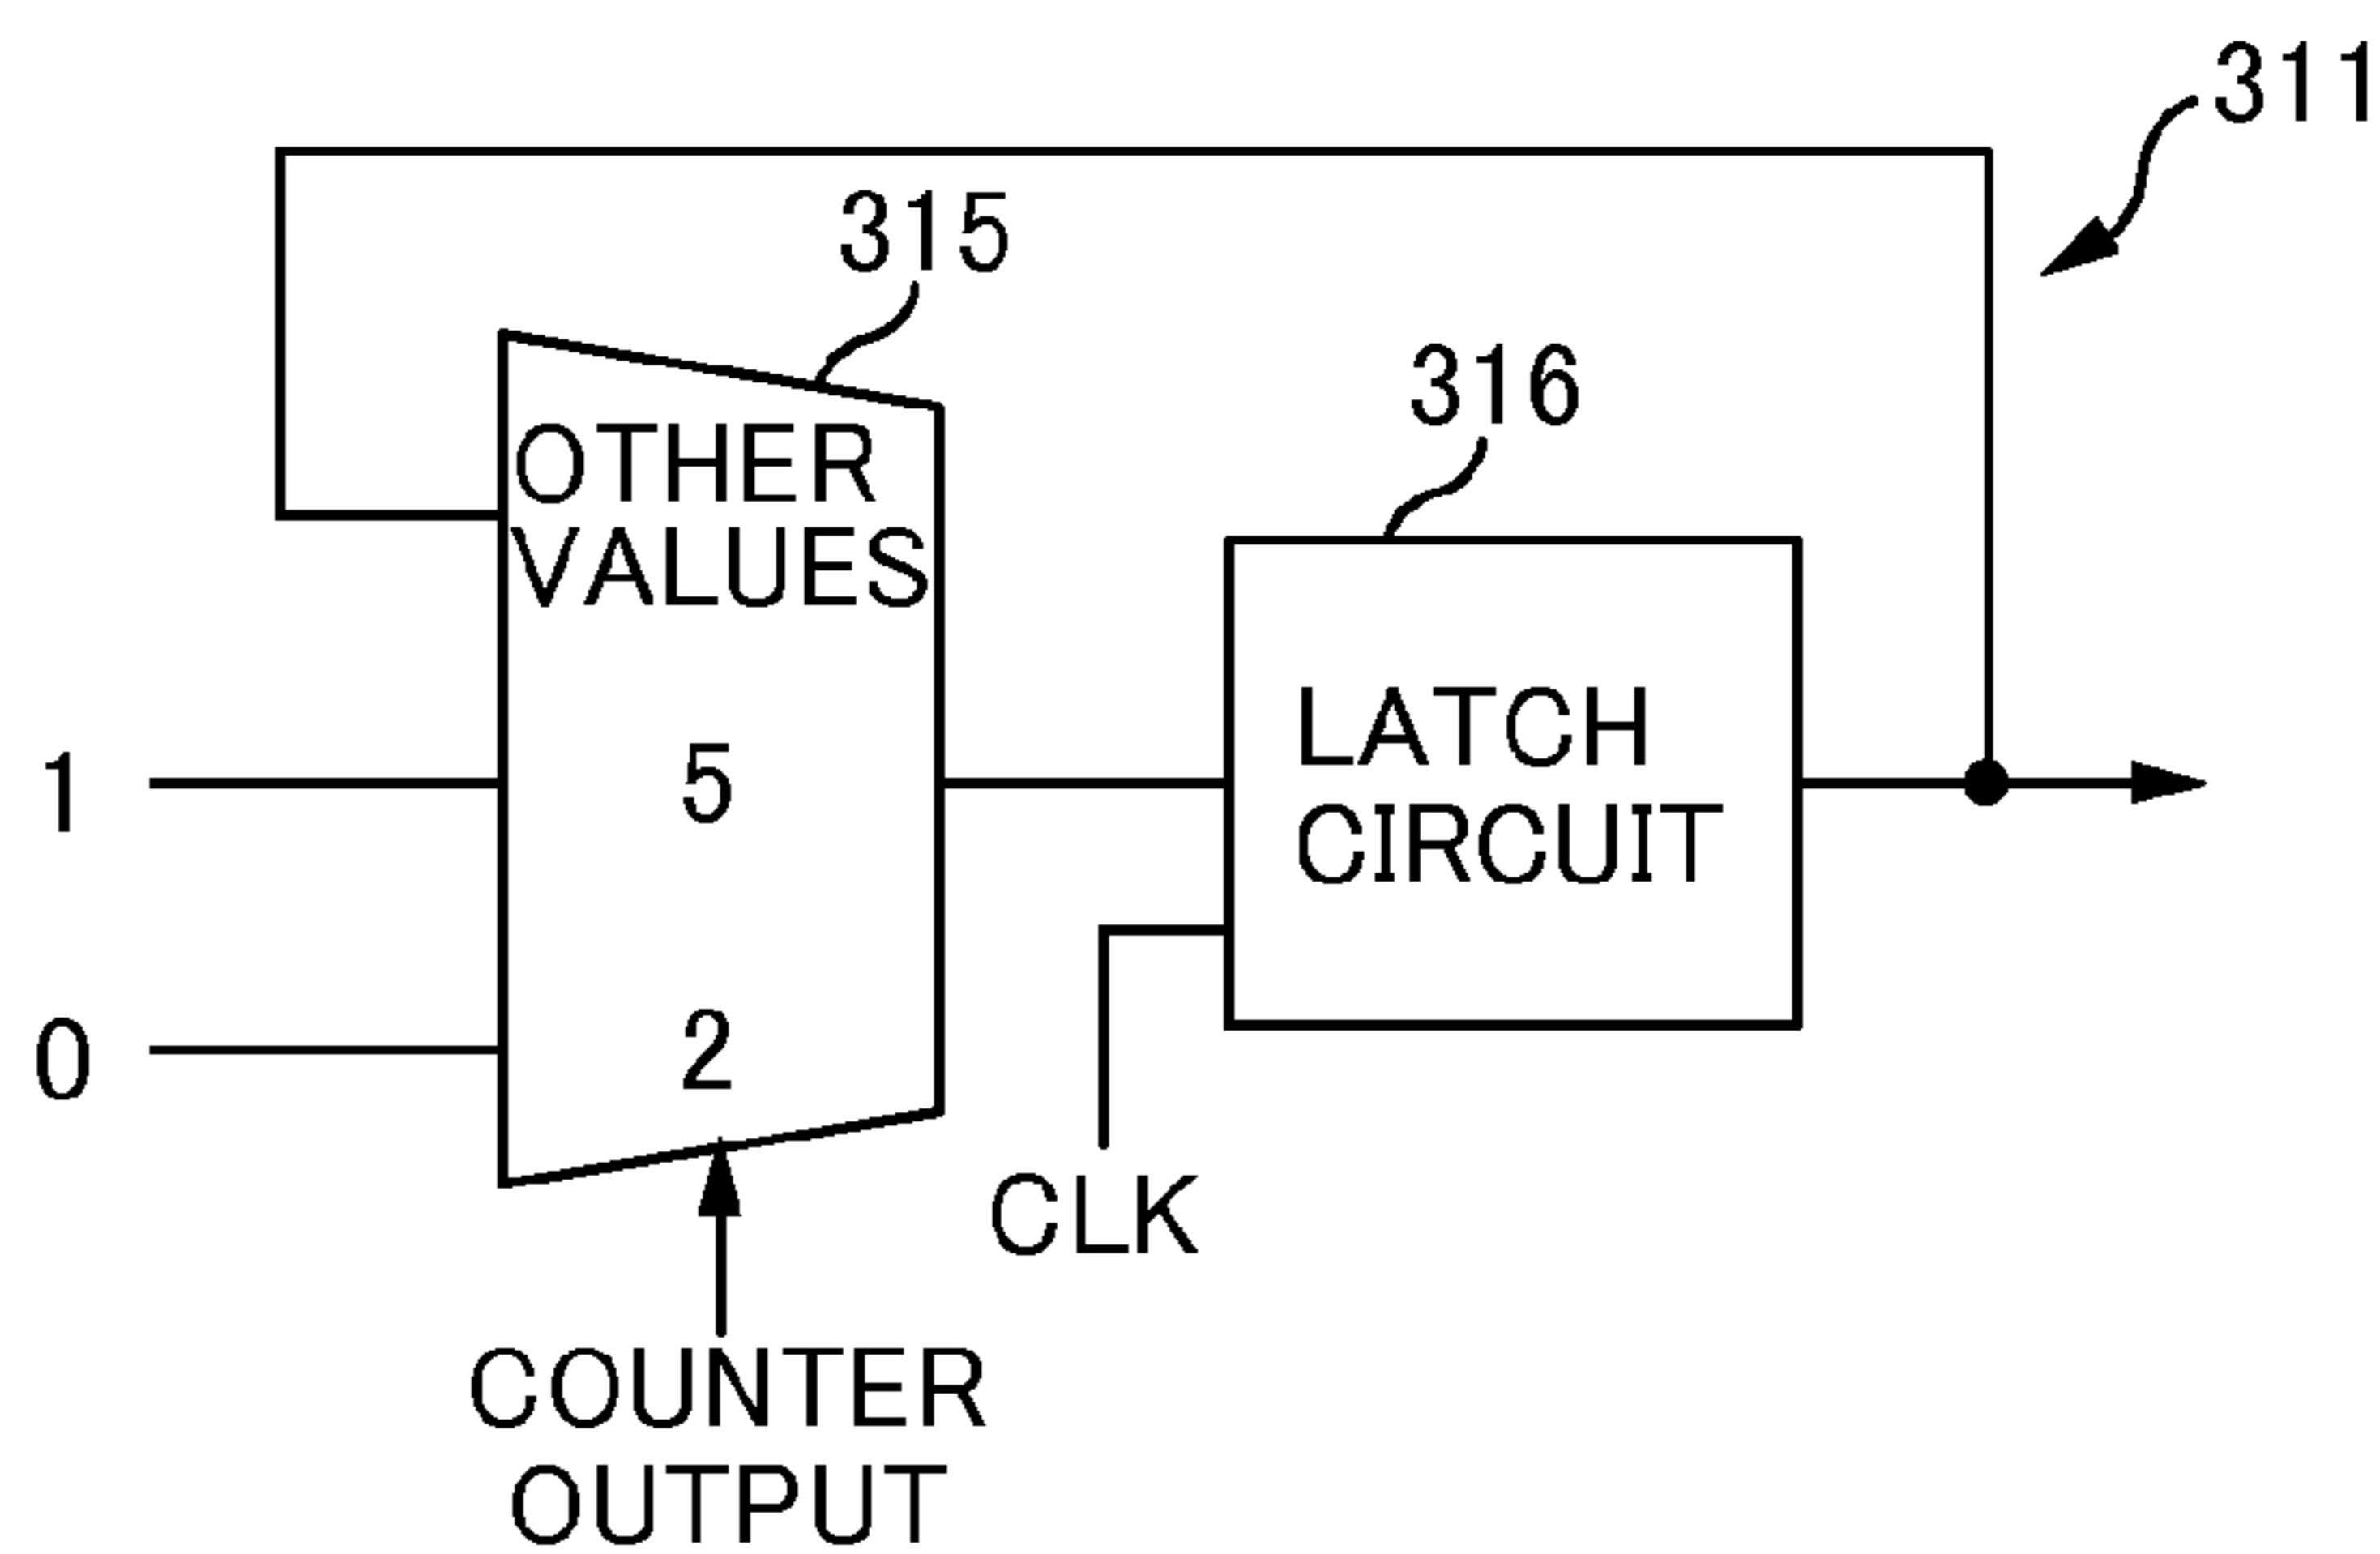 311
315
316
OTHER
VALUES
1
5
LATCH
CIRCUIT
0
2
CLK
COUNTER
OUTPUT